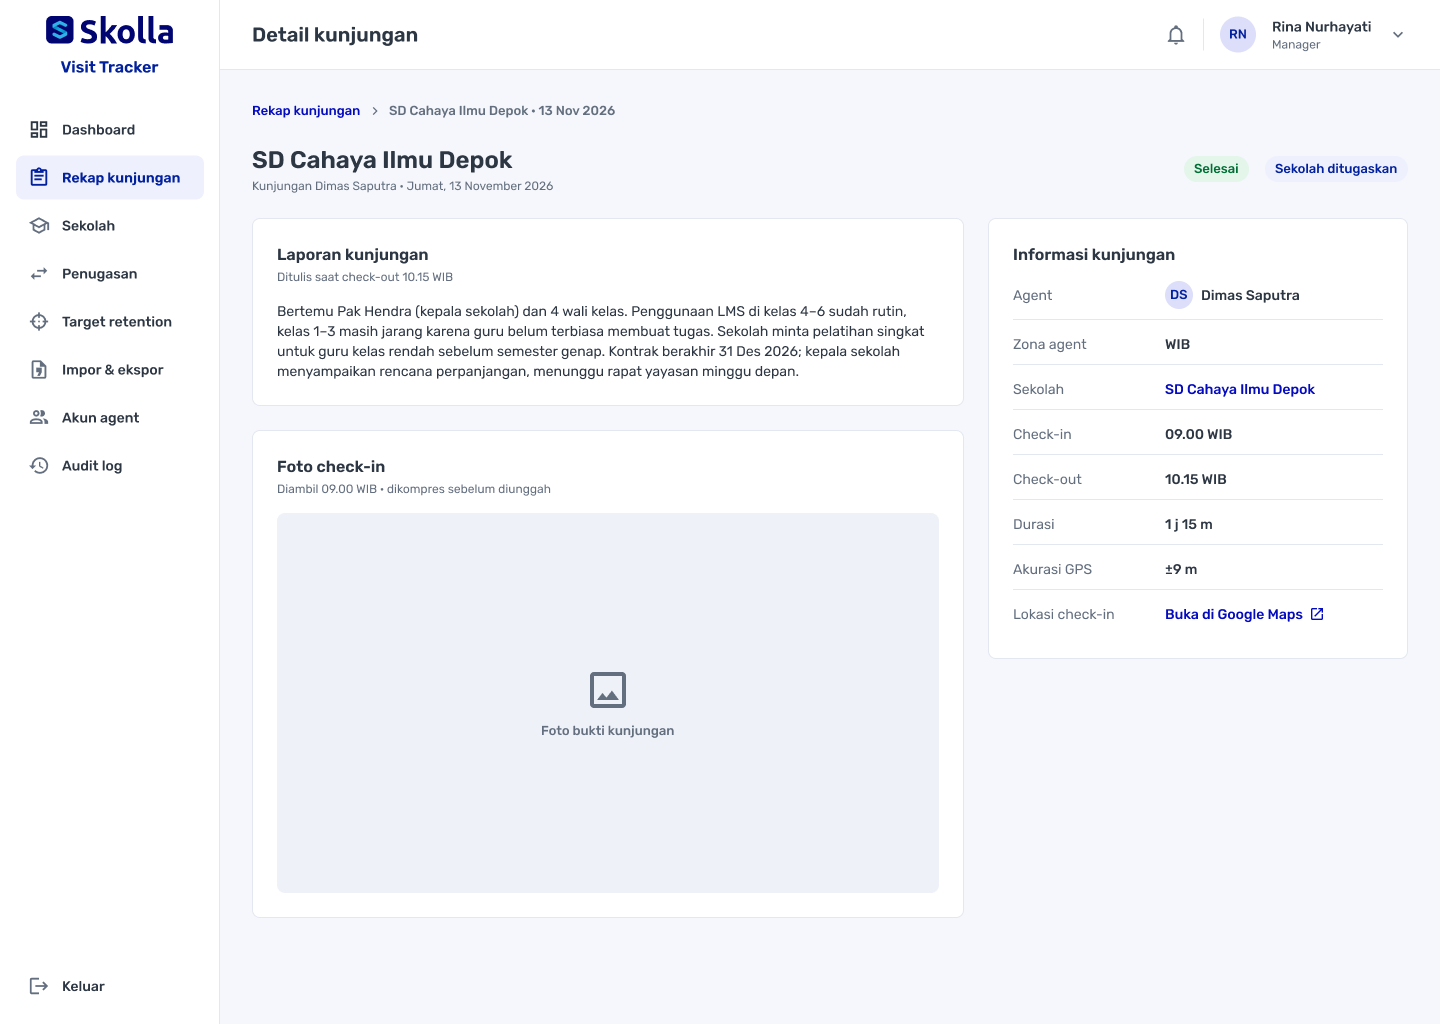 Skolla
Visit Tracker
Dashboard
Rekap kunjungan
Sekolah
Penugasan
Target retention
Impor & ekspor
Akun agent
Audit log
Keluar
Detail kunjungan
RN
Rina Nurhayati
Manager
Rekap kunjungan
SD Cahaya Ilmu Depok • 13 Nov 2026
SD Cahaya Ilmu Depok
Kunjungan Dimas Saputra • Jumat, 13 November 2026
Selesai
Sekolah ditugaskan
Laporan kunjungan
Ditulis saat check-out 10.15 WIB
Bertemu Pak Hendra (kepala sekolah) dan 4 wali kelas. Penggunaan LMS di kelas 4–6 sudah rutin,
kelas 1–3 masih jarang karena guru belum terbiasa membuat tugas. Sekolah minta pelatihan singkat
untuk guru kelas rendah sebelum semester genap. Kontrak berakhir 31 Des 2026; kepala sekolah
menyampaikan rencana perpanjangan, menunggu rapat yayasan minggu depan.
Foto check-in
Diambil 09.00 WIB • dikompres sebelum diunggah
Foto bukti kunjungan
Informasi kunjungan
Agent DS Dimas Saputra
Zona agent WIB
Sekolah SD Cahaya Ilmu Depok
Check-in 09.00 WIB
Check-out 10.15 WIB
Durasi 1 j 15 m
Akurasi GPS ±9 m
Lokasi check-in Buka di Google Maps